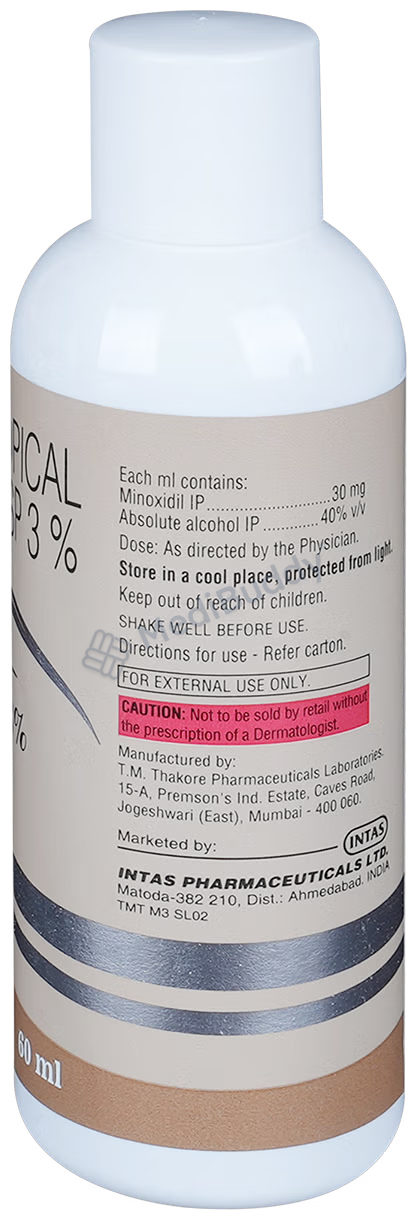 PICAL
SP 3 %
%
60 ml
Each ml contains:
Minoxidil IP............................30 mg
Absolute alcohol IP.............. 40% v/v
Dose: As directed by the Physician.
Store in a cool place, protected from light.
Keep out of reach of children.
SHAKE WELL BEFORE USE.
Directions for use - Refer carton.
FOR EXTERNAL USE ONLY.
CAUTION: Not to be sold by retail without
the prescription of a Dermatologist.
Manufactured by:
T.M. Thakore Pharmaceuticals Laboratories.
15-A, Premson's Ind. Estate, Caves Road,
Jogeshwari (East), Mumbai - 400 060.
Marketed by:
INTAS
INTAS PHARMACEUTICALS LTD.
Matoda-382 210, Dist.: Ahmedabad. INDIA
TMT M3 SL02
MediBuddy